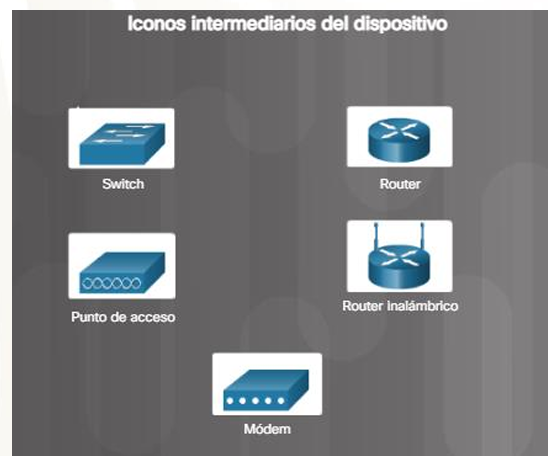 Iconos intermediarios del dispositivo
Switch
Router
Punto de acceso
Router inalámbrico
Módem